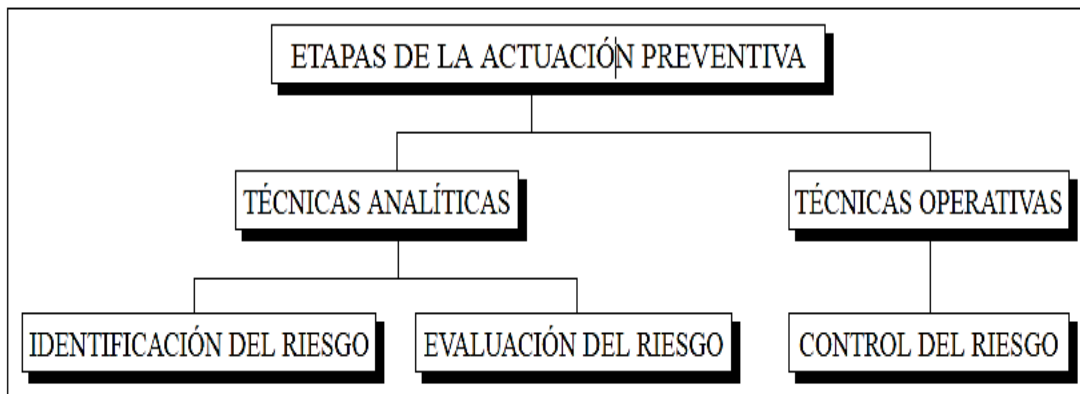 ETAPAS DE LA ACTUACIÓN PREVENTIVA
TÉCNICAS ANALÍTICAS
TÉCNICAS OPERATIVAS
IDENTIFICACIÓN DEL RIESGO
EVALUACIÓN DEL RIESGO
CONTROL DEL RIESGO